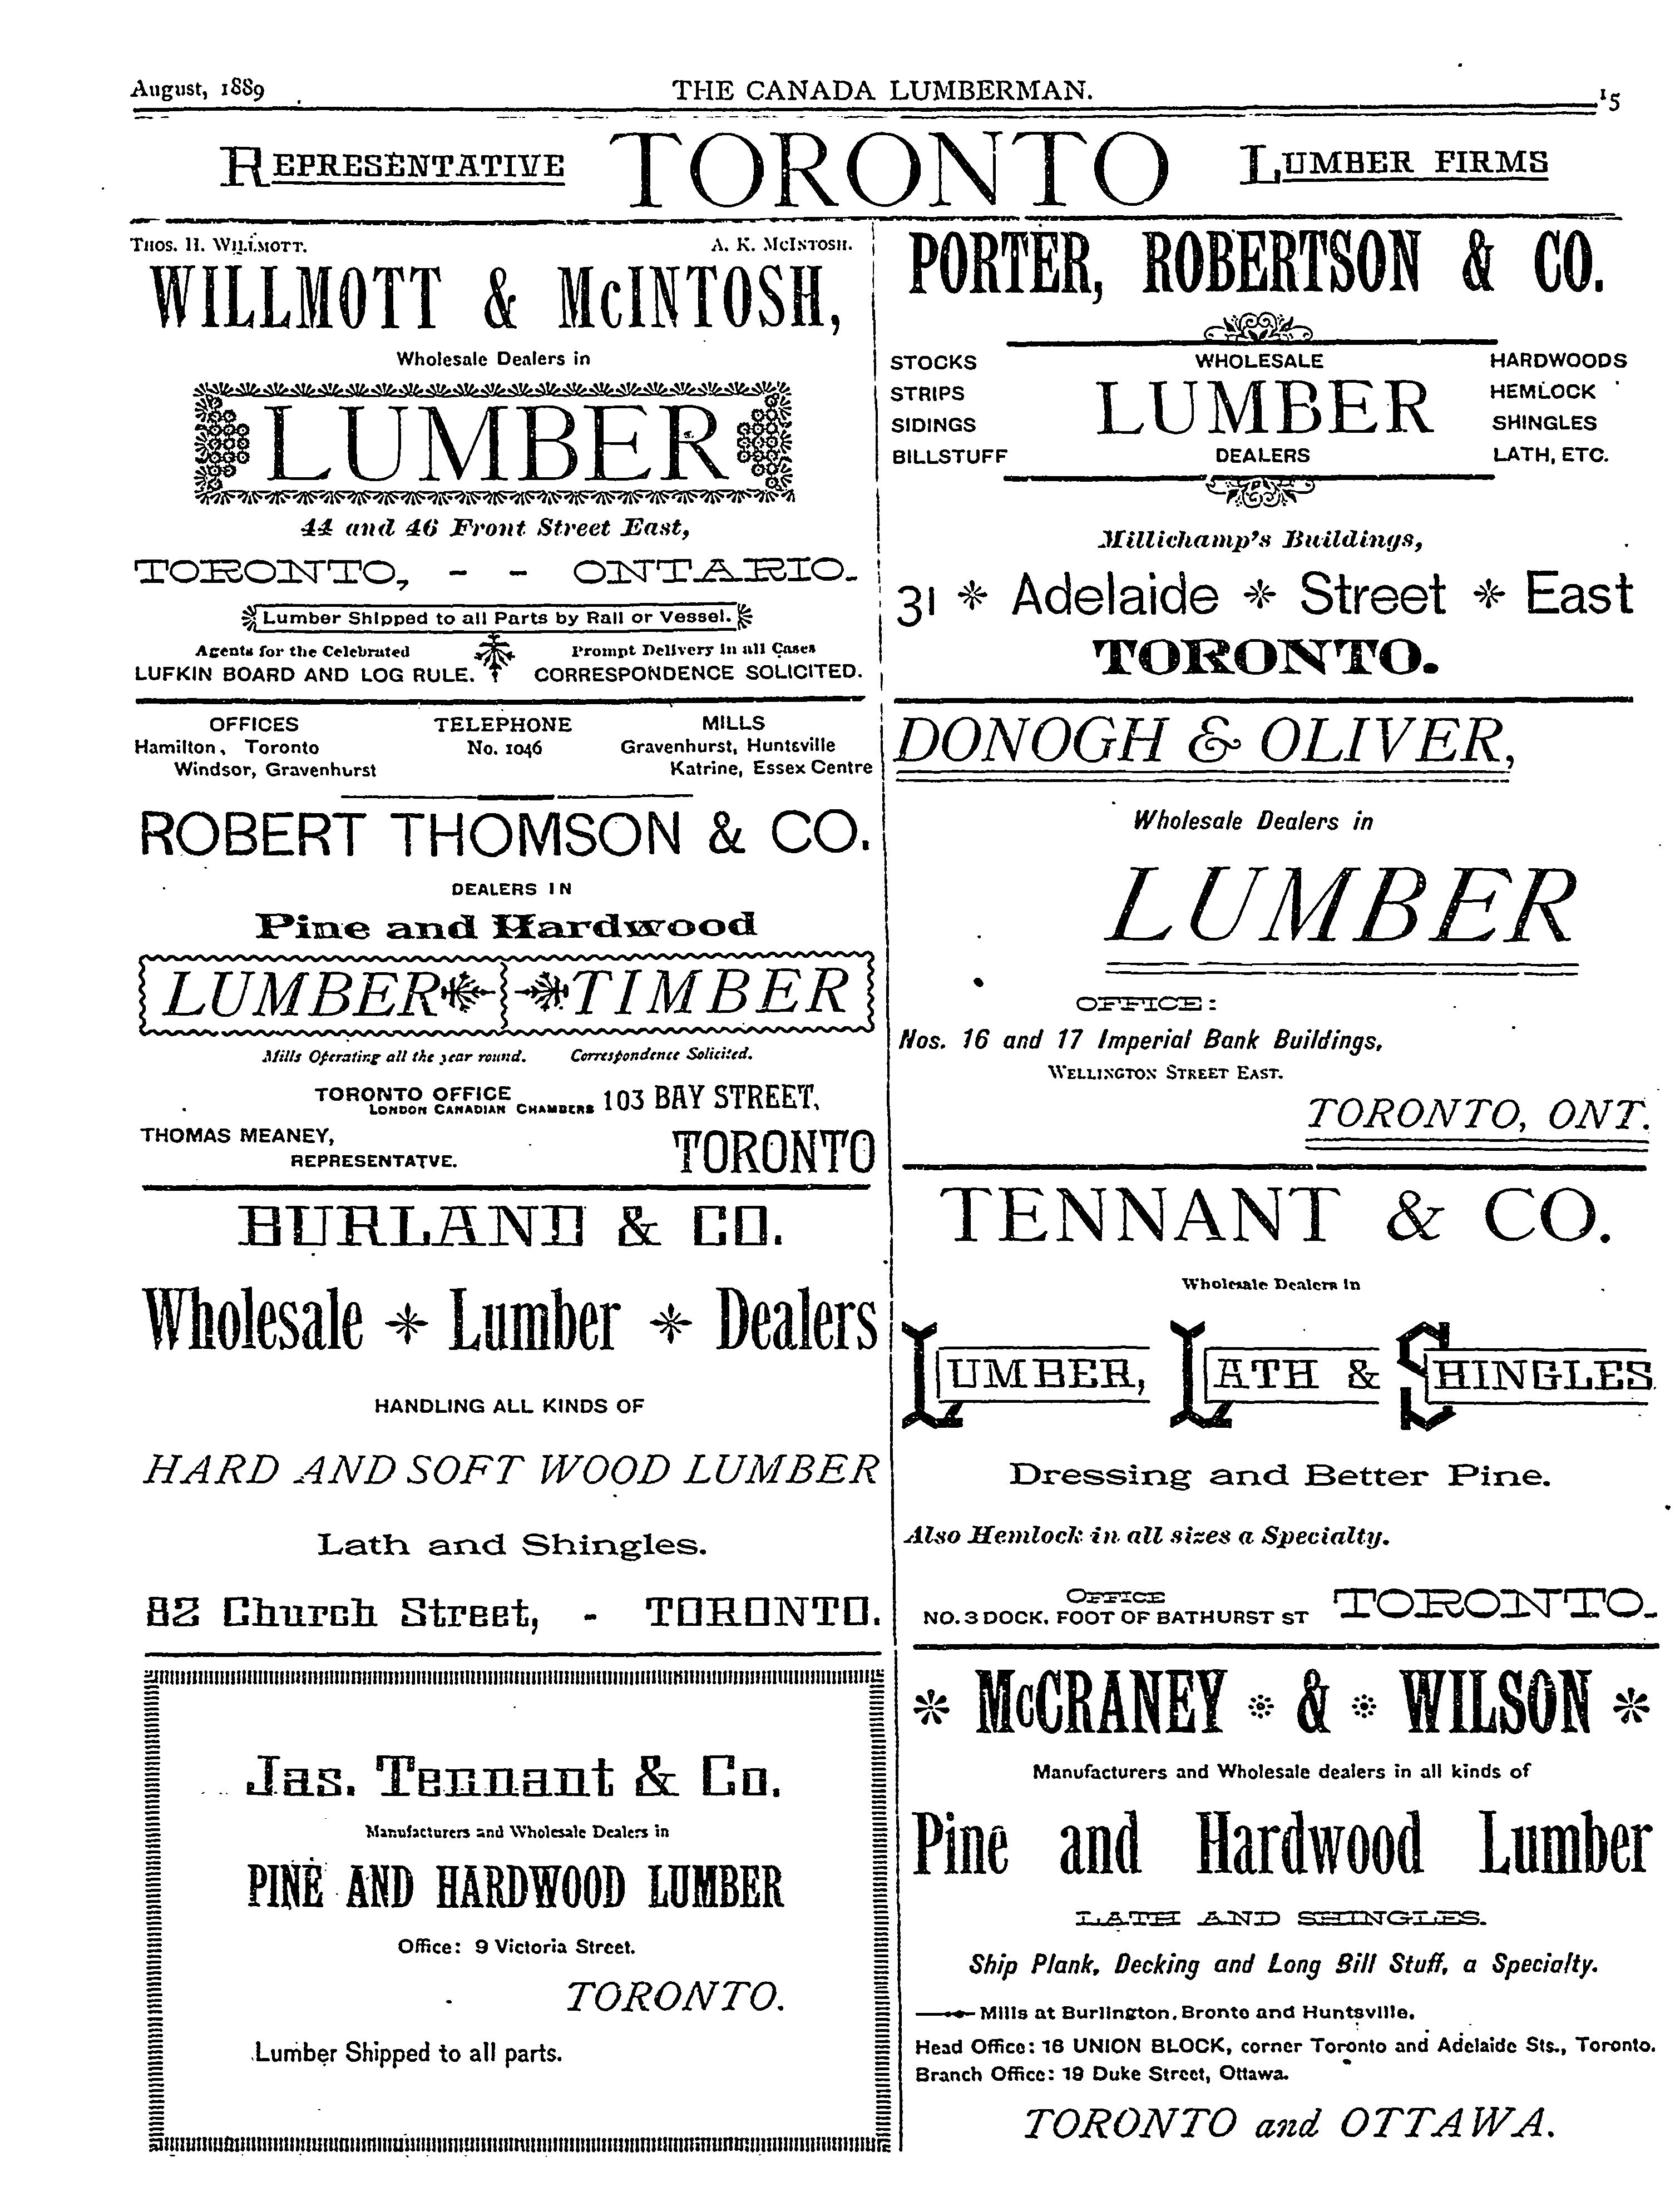 August, 1889
THE CANADA LUMBERMAN.
15
REPRESENTATIVE TORONTO LUMBER FIRMS
THOS. H. WILLMOTT. A. K. MCINTOSH.
WILLMOTT & McINTOSH,
Wholesale Dealers in
LUMBER
44 and 46 Front Street East,
TORONTO, - - ONTARIO.
Lumber Shipped to all Parts by Rail or Vessel.
Agents for the Celebrated
LUFKIN BOARD AND LOG RULE.
Prompt Delivery in all Cases
CORRESPONDENCE SOLICITED.
OFFICES
Hamilton, Toronto
Windsor, Gravenhurst
TELEPHONE
No. 1046
MILLS
Gravenhurst, Huntsville
Katrine, Essex Centre
ROBERT THOMSON & CO.
DEALERS IN
Pine and Hardwood
LUMBER TIMBER
Mills Operating all the year round. Correspondence Solicited.
TORONTO OFFICE
LONDON CANADIAN CHAMBERS
103 BAY STREET,
THOMAS MEANEY,
REPRESENTATVE.
TORONTO
BURLAND & CO.
Wholesale Lumber Dealers
HANDLING ALL KINDS OF
HARD AND SOFT WOOD LUMBER
Lath and Shingles.
82 Church Street, - TORONTO.
Jas. Tennant & Co.
Manufacturers and Wholesale Dealers in
PINE AND HARDWOOD LUMBER
Office: 9 Victoria Street.
TORONTO.
Lumber Shipped to all parts.
PORTER, ROBERTSON & CO.
STOCKS
STRIPS
SIDINGS
BILLSTUFF
WHOLESALE
LUMBER
DEALERS
HARDWOODS
HEMLOCK
SHINGLES
LATH, ETC.
Millichamp's Buildings,
31 Adelaide Street East
TORONTO.
DONOGH & OLIVER,
Wholesale Dealers in
LUMBER
OFFICE:
Nos. 16 and 17 Imperial Bank Buildings,
WELLINGTON STREET EAST.
TORONTO, ONT.
TENNANT & CO.
Wholesale Dealers in
LUMBER, LATH & SHINGLES
Dressing and Better Pine.
Also Hemlock in all sizes a Specialty.
OFFICE
NO. 3 DOCK, FOOT OF BATHURST ST
TORONTO.
McCRANEY & WILSON
Manufacturers and Wholesale dealers in all kinds of
Pine and Hardwood Lumber
LATH AND SHINGLES.
Ship Plank, Decking and Long Bill Stuff, a Specialty.
Mills at Burlington, Bronte and Huntsville.
Head Office: 18 UNION BLOCK, corner Toronto and Adelaide Sts., Toronto.
Branch Office: 19 Duke Street, Ottawa.
TORONTO and OTTAWA.